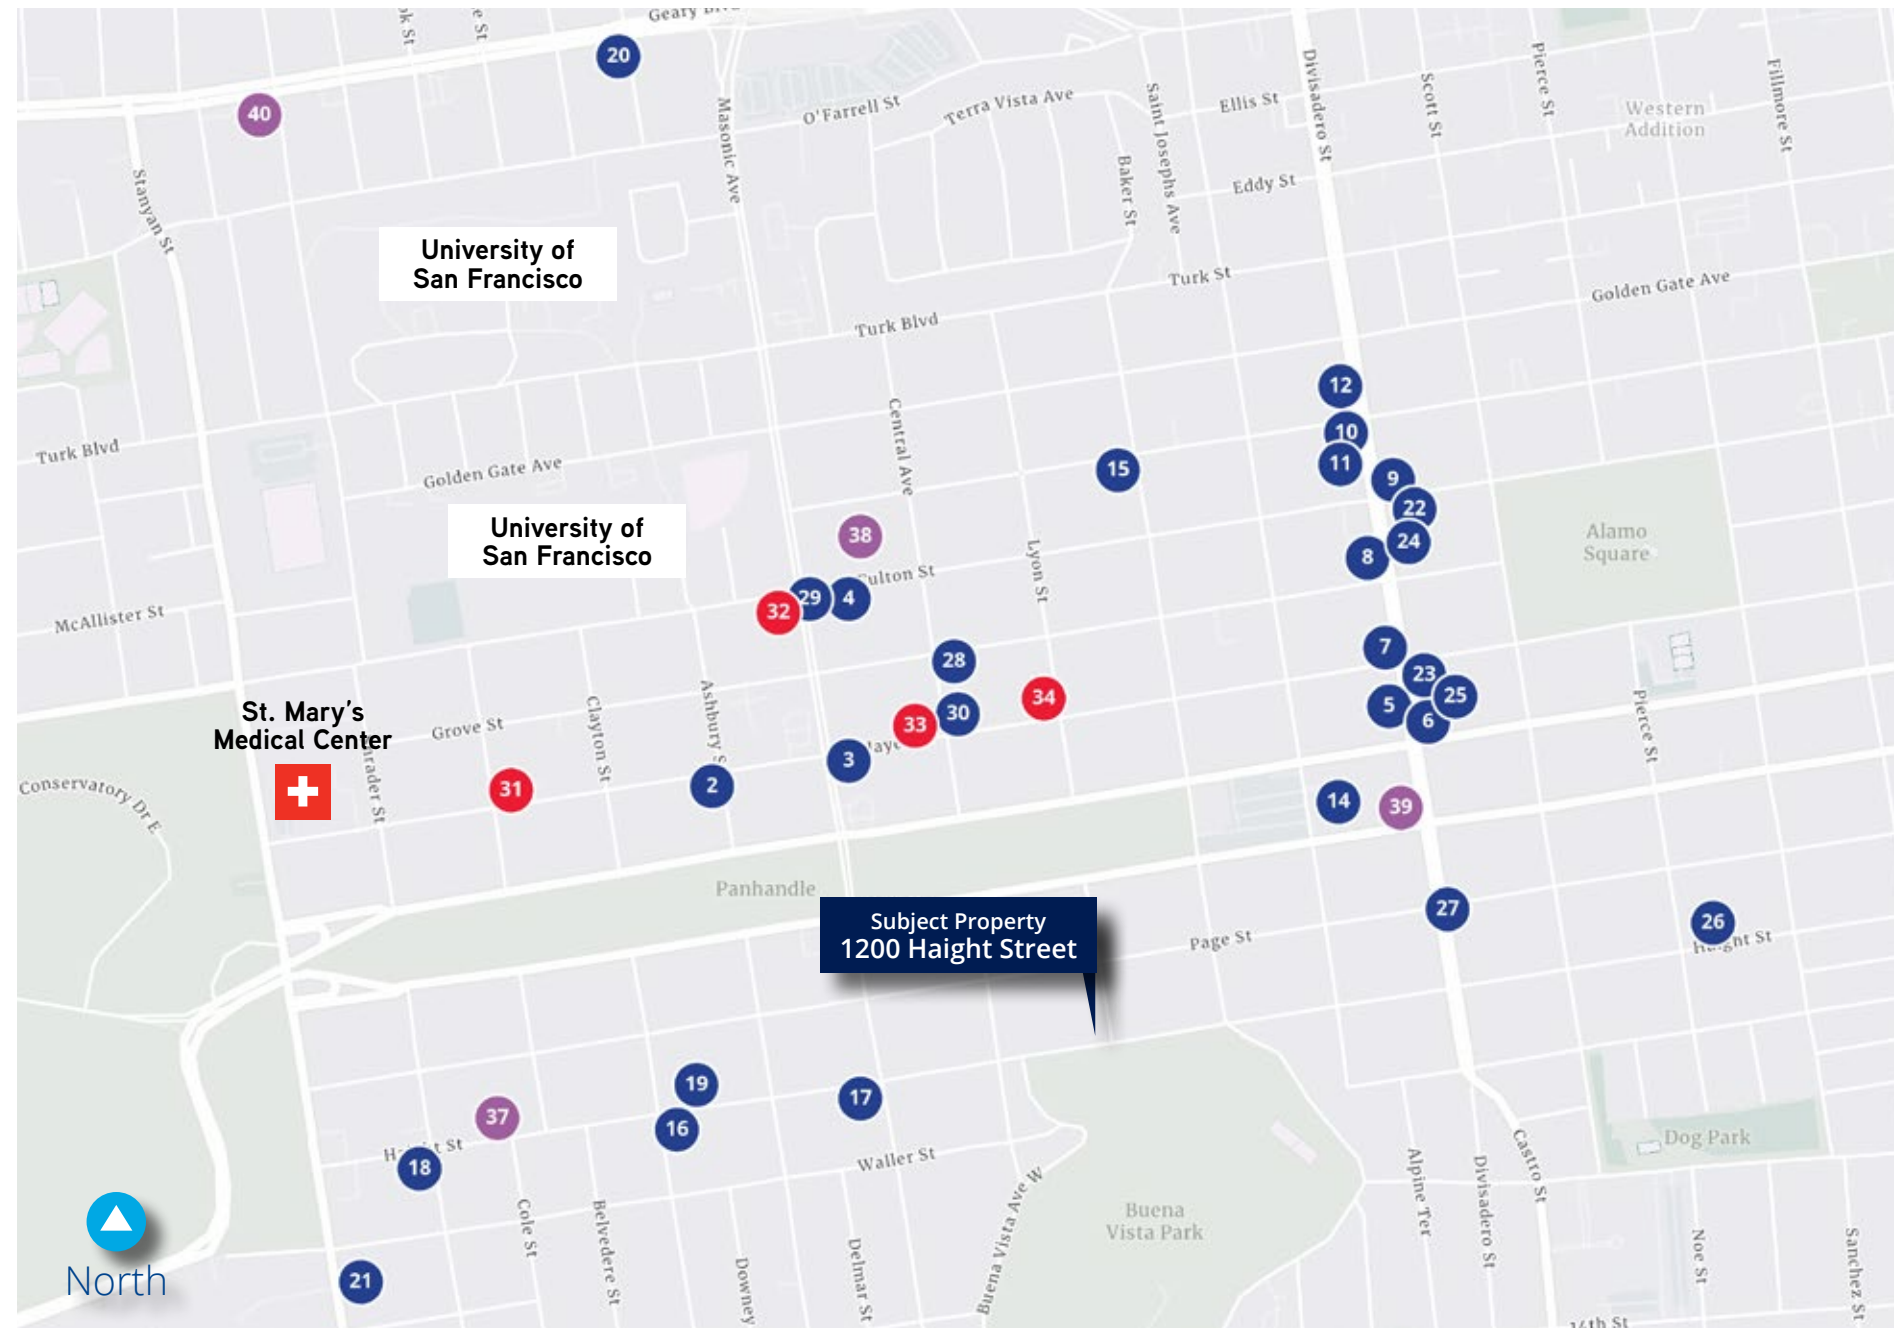 Geary
20
40
Masonic Ave
O'Farrell St
Terra Vista Ave
Saint Josephs Ave
Ellis St
Divisadero St
Scott St
Pierce St
Western
Addition
Fillmore St
Stanyan St
Baker St
Eddy St
University of
San Francisco
Turk St
Golden Gate Ave
Turk Blvd
12
10
11
Central Ave
Turk Blvd
Golden Gate Ave
15
9
22
24
8
Alamo
Square
University of
San Francisco
38
Lyon St
29
4
32
McAllister St
28
7
23
25
5
6
34
33
30
Pierce St
St. Mary's
Medical Center
Grove St
Clayton St
Ashbury S
3
2
31
14
39
Conservatory Dr E
Panhandle
Subject Property
1200 Haight Street
Page St
27
26
19
17
16
37
18
Waller St
Dog Park
Buena Vista Ave W
Buena
Vista Park
Alpine Ter
Divisadero St
Castro St
Cole St
Belvedere St
Downey
Delmar St
Noe St
Sanchez St
21
North
14th St